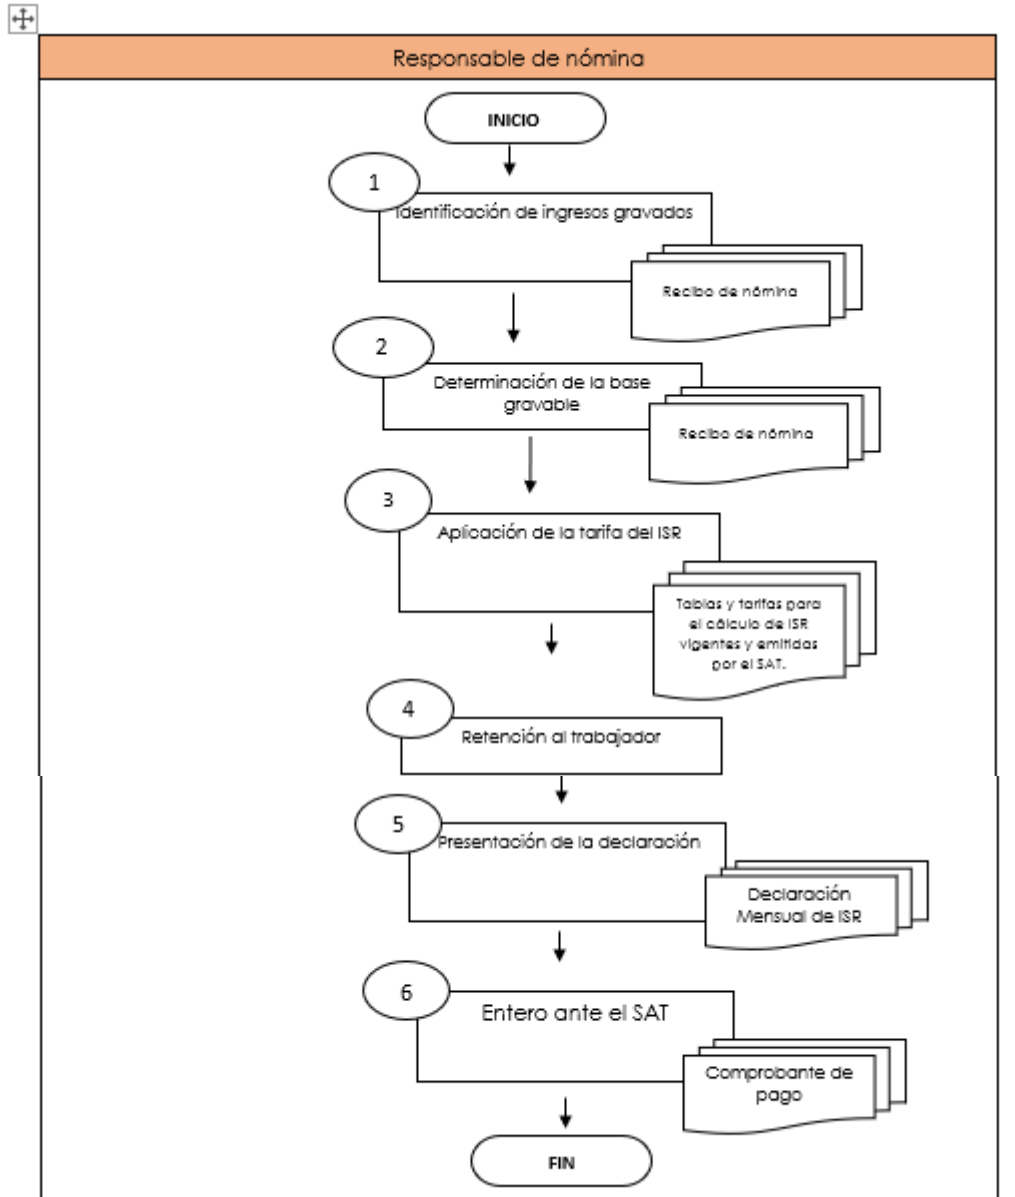 Responsable de nómina
INICIO
1
Identificación de ingresos gravados
Recibo de nómina
2
Determinación de la base
gravable
Recibo de nómina
3
Aplicación de la tarifa del ISR
Tablas y tarifas para
el cálculo de ISR
vigentes y emitidas
por el SAT.
4
Retención al trabajador
5
Presentación de la declaración
Declaración
Mensual de ISR
6
Entero ante el SAT
Comprobante de
pago
FIN